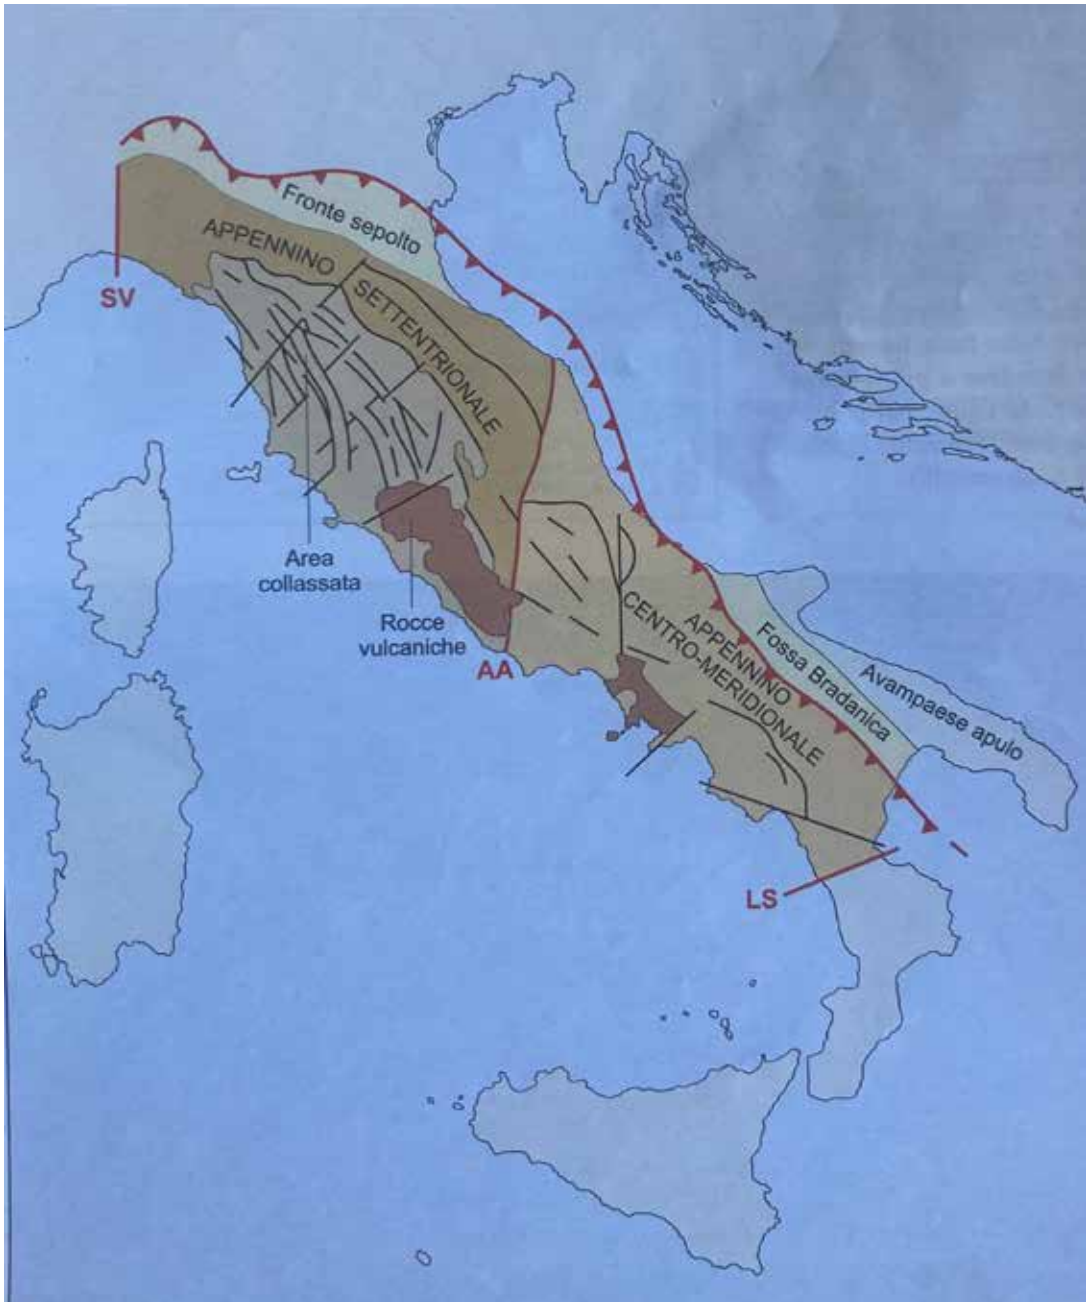 Fronte sepolto
APPENNINO
SETTENTRIONALE
SV
Area
collassata
Rocce
vulcaniche
AA
APPENNINO
CENTRO-MERIDIONALE
Fossa Bradanica
Avampaese apulo
LS